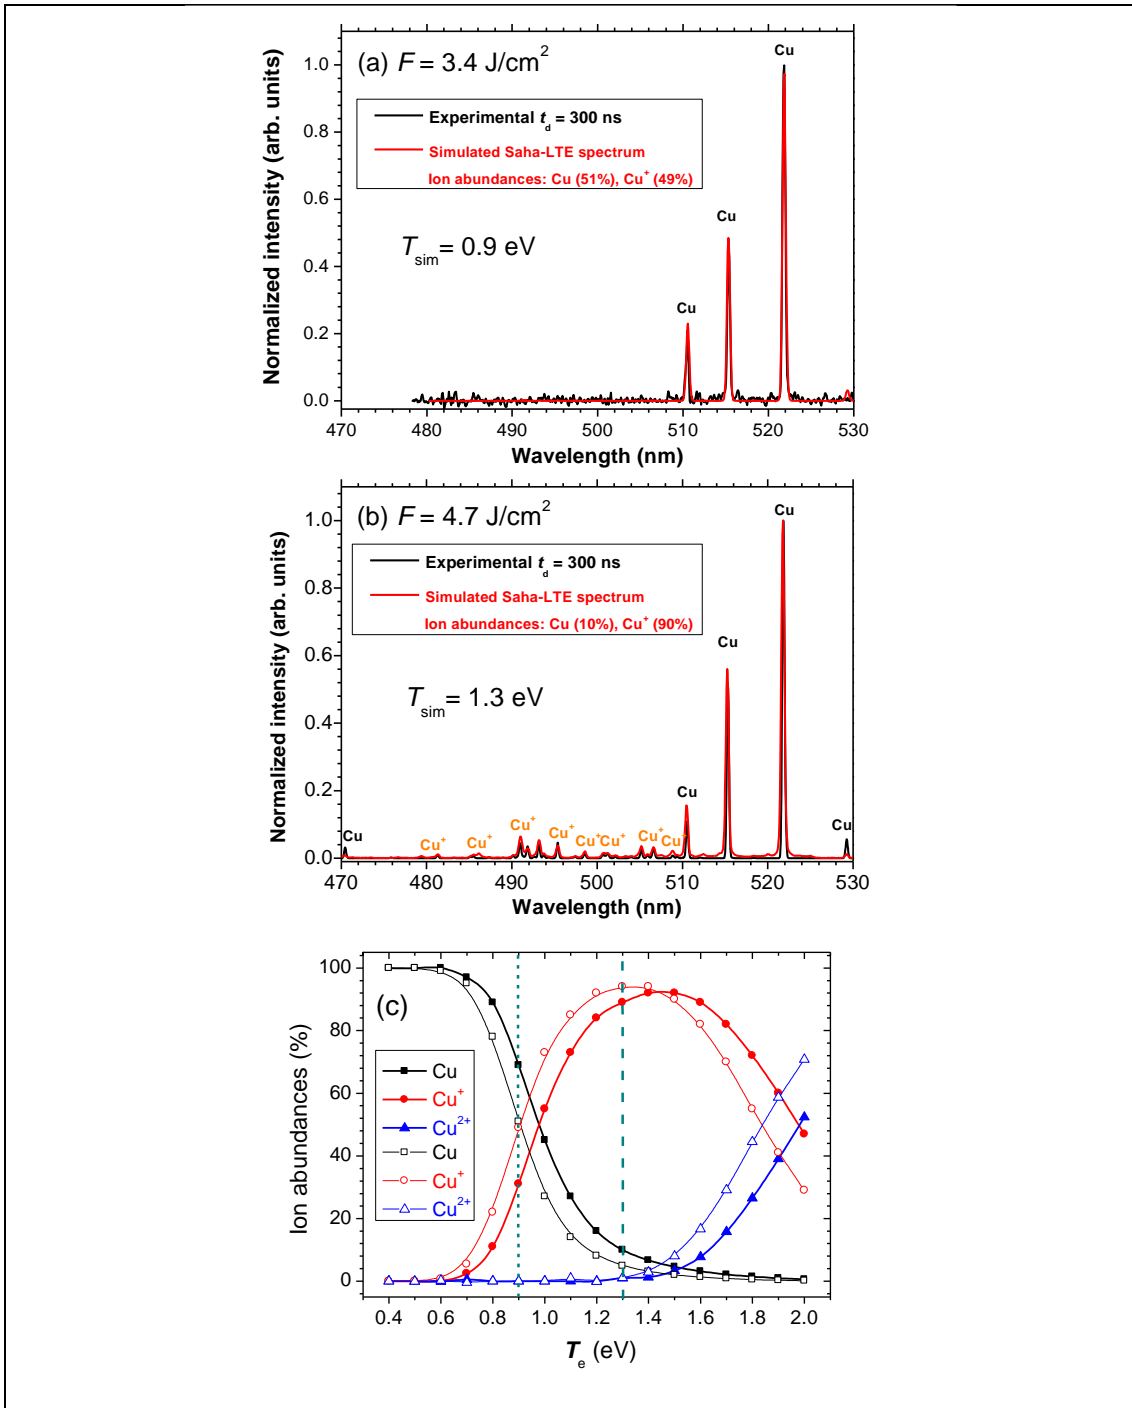 (a) F = 3.4 J/cm²
Experimental t_d = 300 ns
Simulated Saha-LTE spectrum
Ion abundances: Cu (51%), Cu⁺ (49%)
T_sim = 0.9 eV
Cu
Cu
Cu
Normalized intensity (arb. units)
1.0
0.8
0.6
0.4
0.2
0.0
470 480 490 500 510 520 530
Wavelength (nm)
(b) F = 4.7 J/cm²
Experimental t_d = 300 ns
Simulated Saha-LTE spectrum
Ion abundances: Cu (10%), Cu⁺ (90%)
T_sim = 1.3 eV
Cu
Cu
Cu
Cu Cu⁺ Cu⁺ Cu⁺ Cu⁺ Cu⁺ Cu⁺ Cu⁺ Cu⁺ Cu
Normalized intensity (arb. units)
1.0
0.8
0.6
0.4
0.2
0.0
470 480 490 500 510 520 530
Wavelength (nm)
(c)
Cu
Cu⁺
Cu²⁺
Cu
Cu⁺
Cu²⁺
Ion abundances (%)
100
80
60
40
20
0
0.4 0.6 0.8 1.0 1.2 1.4 1.6 1.8 2.0
T_e (eV)